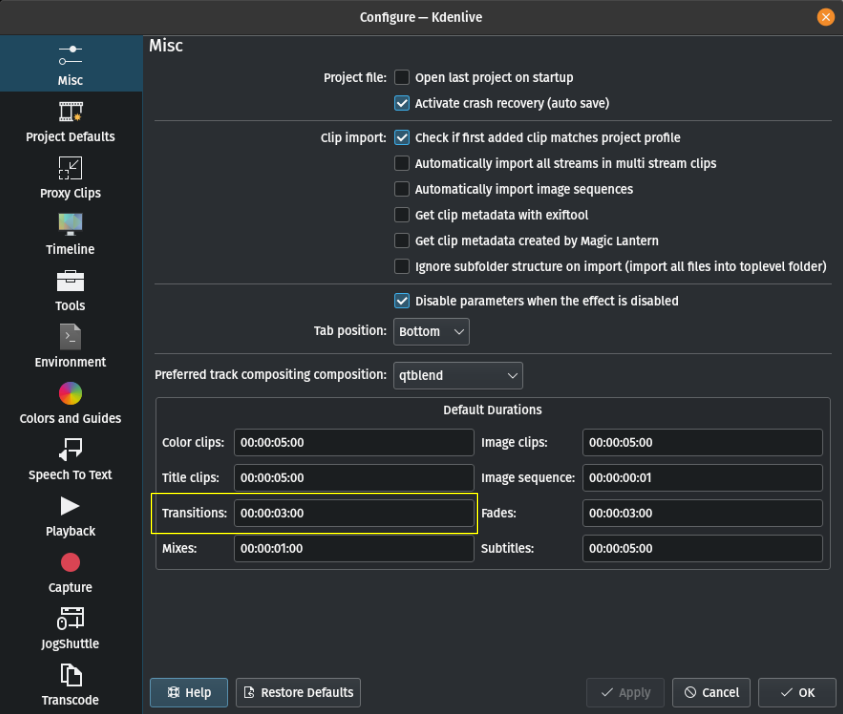 Configure — Kdenlive
Misc
Project Defaults
Proxy Clips
Timeline
Tools
Environment
Colors and Guides
Speech To Text
Playback
Capture
JogShuttle
Transcode
Misc
Project file: Open last project on startup
Activate crash recovery (auto save)
Clip import: Check if first added clip matches project profile
Automatically import all streams in multi stream clips
Automatically import image sequences
Get clip metadata with exiftool
Get clip metadata created by Magic Lantern
Ignore subfolder structure on import (import all files into toplevel folder)
Disable parameters when the effect is disabled
Tab position: Bottom
Preferred track compositing composition: qtblend
Default Durations
Color clips: 00:00:05:00 Image clips: 00:00:05:00
Title clips: 00:00:05:00 Image sequence: 00:00:00:01
Transitions: 00:00:03:00 Fades: 00:00:03:00
Mixes: 00:00:01:00 Subtitles: 00:00:05:00
Help Restore Defaults Apply Cancel OK